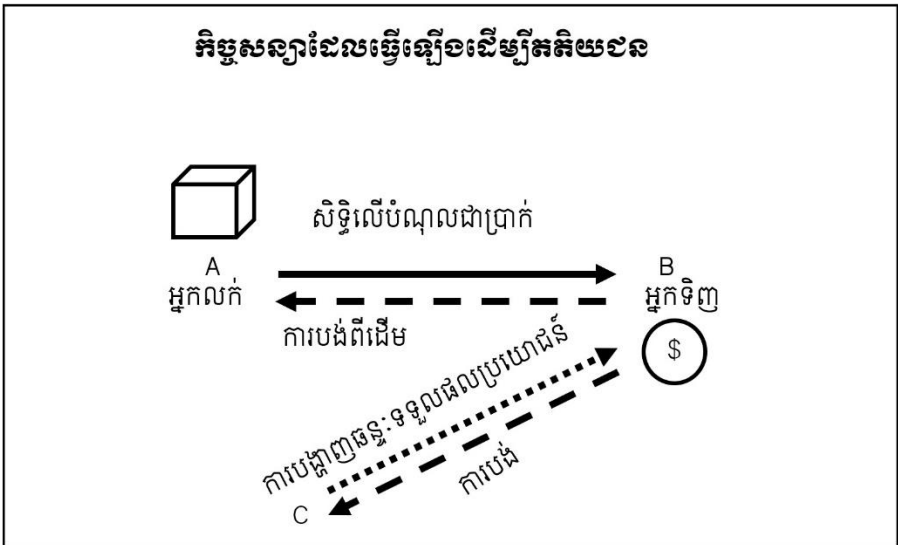 កិច្ចសន្យាដែលធ្វើឡើងដើម្បីតតិយជន
សិទ្ធិលើបំណុលជាប្រាក់
A
អ្នកលក់
B
អ្នកទិញ
ការបង់ពីដើម
$
ការបង្ហាញឆន្ទៈទទួលផលប្រយោជន៍
ការបង់
C